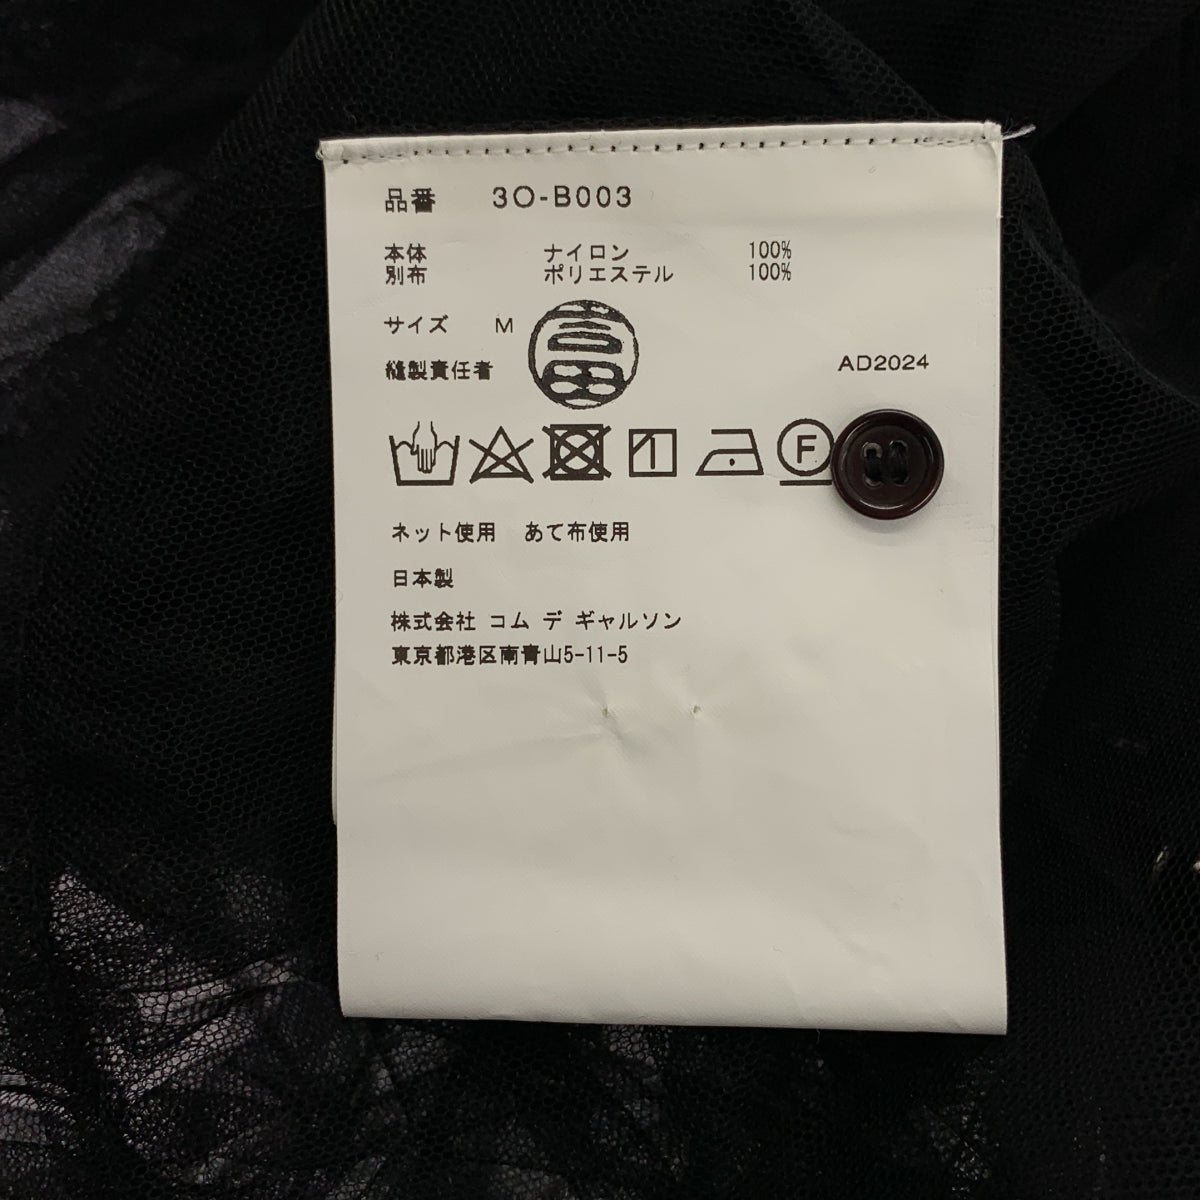 品番 3O-B003
本体 ナイロン 100%
別布 ポリエステル 100%
サイズ M
縫製責任者 吉田
AD2024
F
ネット使用 あて布使用
日本製
株式会社 コム デ ギャルソン
東京都港区南青山5-11-5